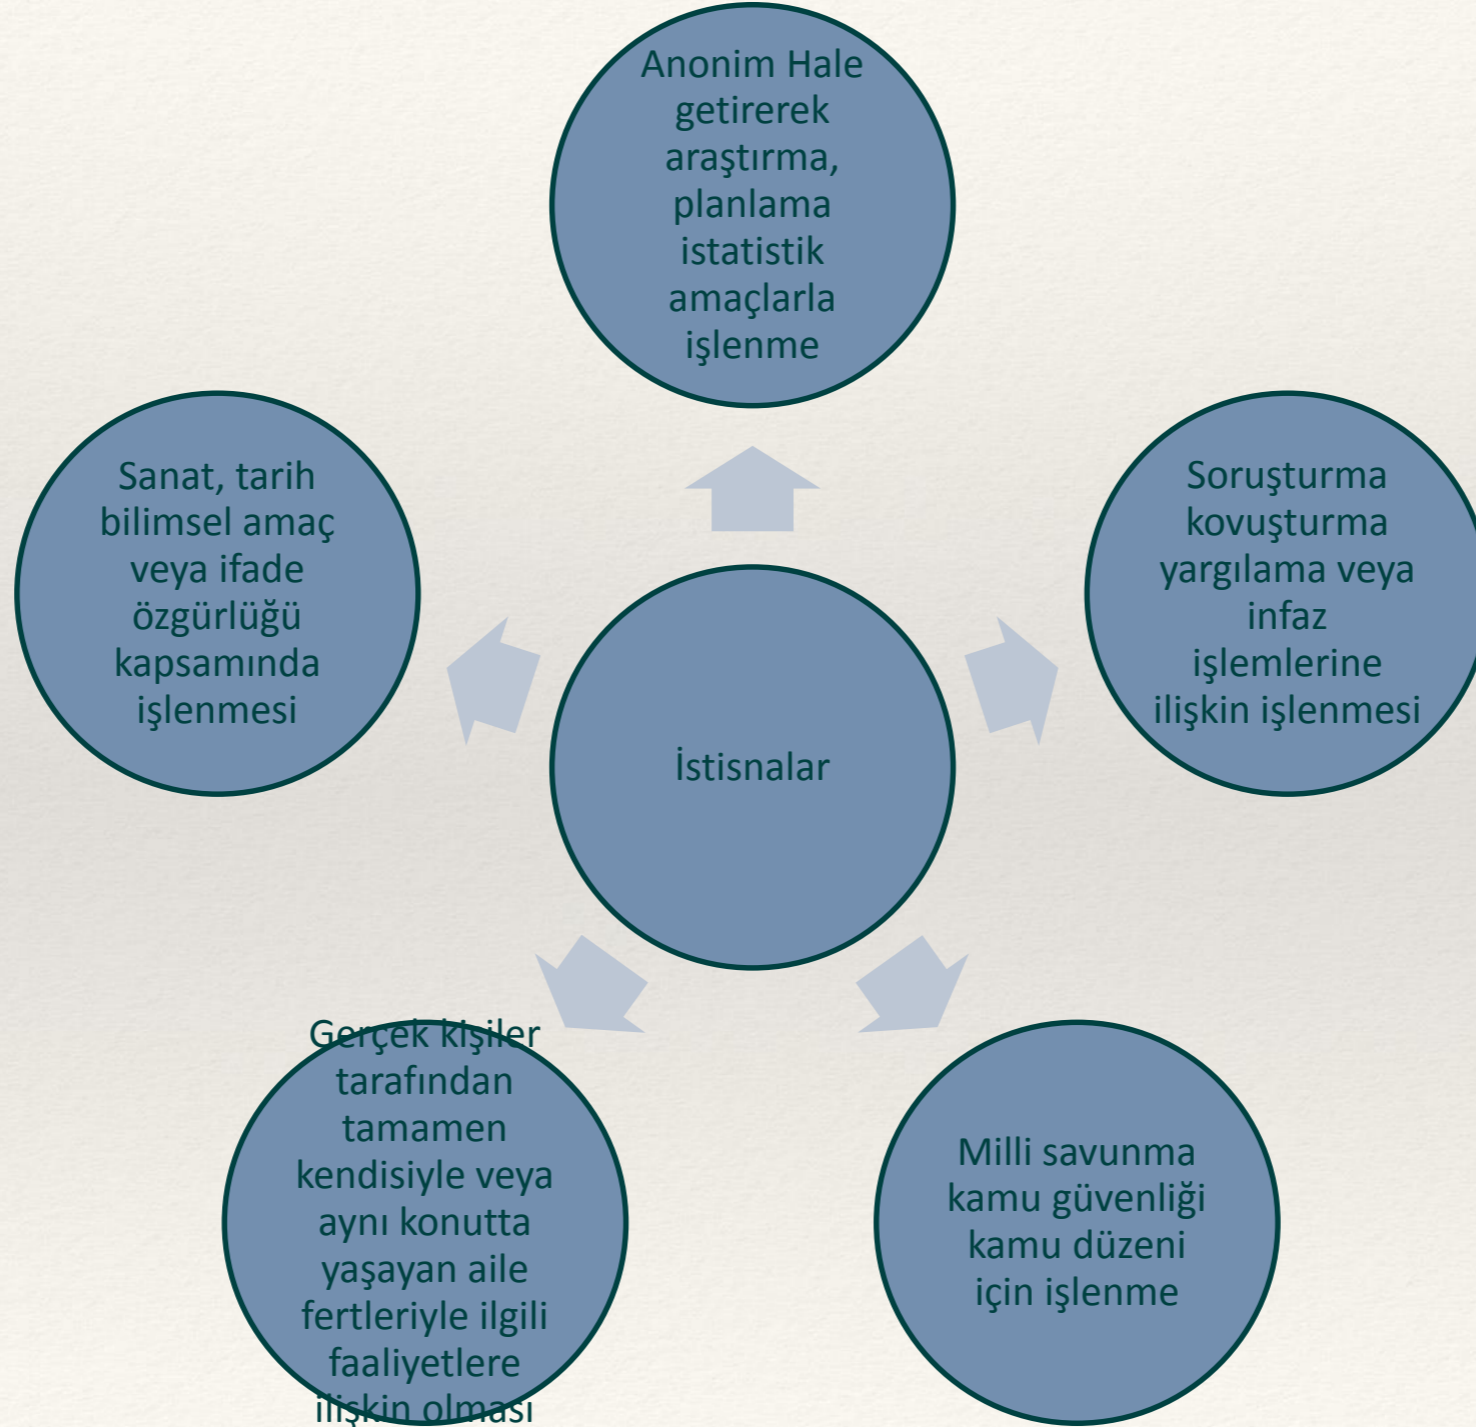 Anonim Hale
getirerek
araştırma,
planlama
istatistik
amaçlarla
işlenme
Sanat, tarih
bilimsel amaç
veya ifade
özgürlüğü
kapsamında
işlenmesi
Soruşturma
kovuşturma
yargılama veya
infaz
işlemlerine
ilişkin işlenmesi
İstisnalar
Gerçek kişiler
tarafından
tamamen
kendisiyle veya
aynı konutta
yaşayan aile
fertleriyle ilgili
faaliyetlere
ilişkin olması
Milli savunma
kamu güvenliği
kamu düzeni
için işlenme